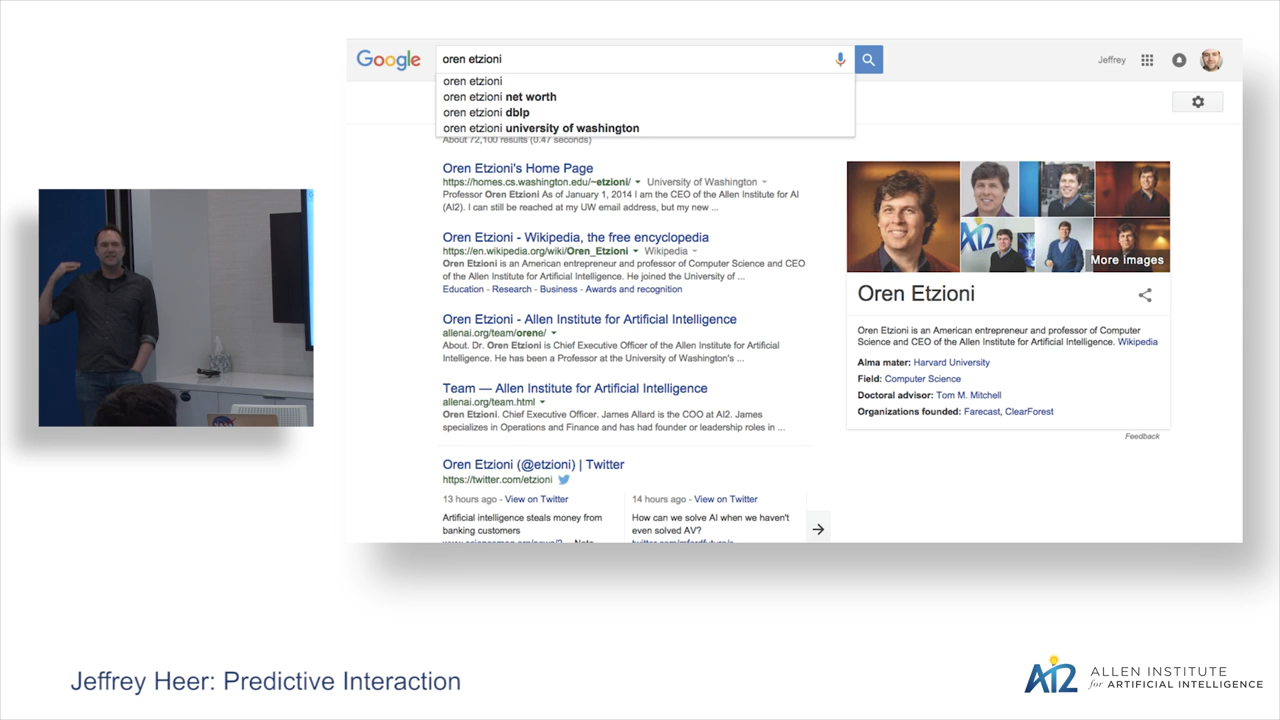 Google
oren etzioni
Jeffrey
oren etzioni
oren etzioni net worth
oren etzioni dblp
oren etzioni university of washington
About 72,100 results (0.47 seconds)
Oren Etzioni's Home Page
https://homes.cs.washington.edu/~etzioni/ University of Washington
Professor Oren Etzioni As of January 1, 2014 I am the CEO of the Allen Institute for AI
(AI2). I can still be reached at my UW email address, but my new ...
Oren Etzioni - Wikipedia, the free encyclopedia
https://en.wikipedia.org/wiki/Oren_Etzioni Wikipedia
Oren Etzioni is an American entrepreneur and professor of Computer Science and CEO
of the Allen Institute for Artificial Intelligence. He joined the University of ...
Education - Research - Business - Awards and recognition
Oren Etzioni - Allen Institute for Artificial Intelligence
allenai.org/team/orene/
About. Dr. Oren Etzioni is Chief Executive Officer of the Allen Institute for Artificial
Intelligence. He has been a Professor at the University of Washington's ...
Team — Allen Institute for Artificial Intelligence
allenai.org/team.html
Oren Etzioni. Chief Executive Officer. James Allard is the COO at AI2. James
specializes in Operations and Finance and has had founder or leadership roles in ...
Oren Etzioni (@etzioni) | Twitter
https://twitter.com/etzioni
13 hours ago - View on Twitter
Artificial intelligence steals money from
banking customers
14 hours ago - View on Twitter
How can we solve AI when we haven't
even solved AV?
AI2
More images
Oren Etzioni
Oren Etzioni is an American entrepreneur and professor of Computer
Science and CEO of the Allen Institute for Artificial Intelligence. Wikipedia
Alma mater: Harvard University
Field: Computer Science
Doctoral advisor: Tom M. Mitchell
Organizations founded: Farecast, ClearForest
Feedback
NASA
Jeffrey Heer: Predictive Interaction
AI2
ALLEN INSTITUTE
for ARTIFICIAL INTELLIGENCE